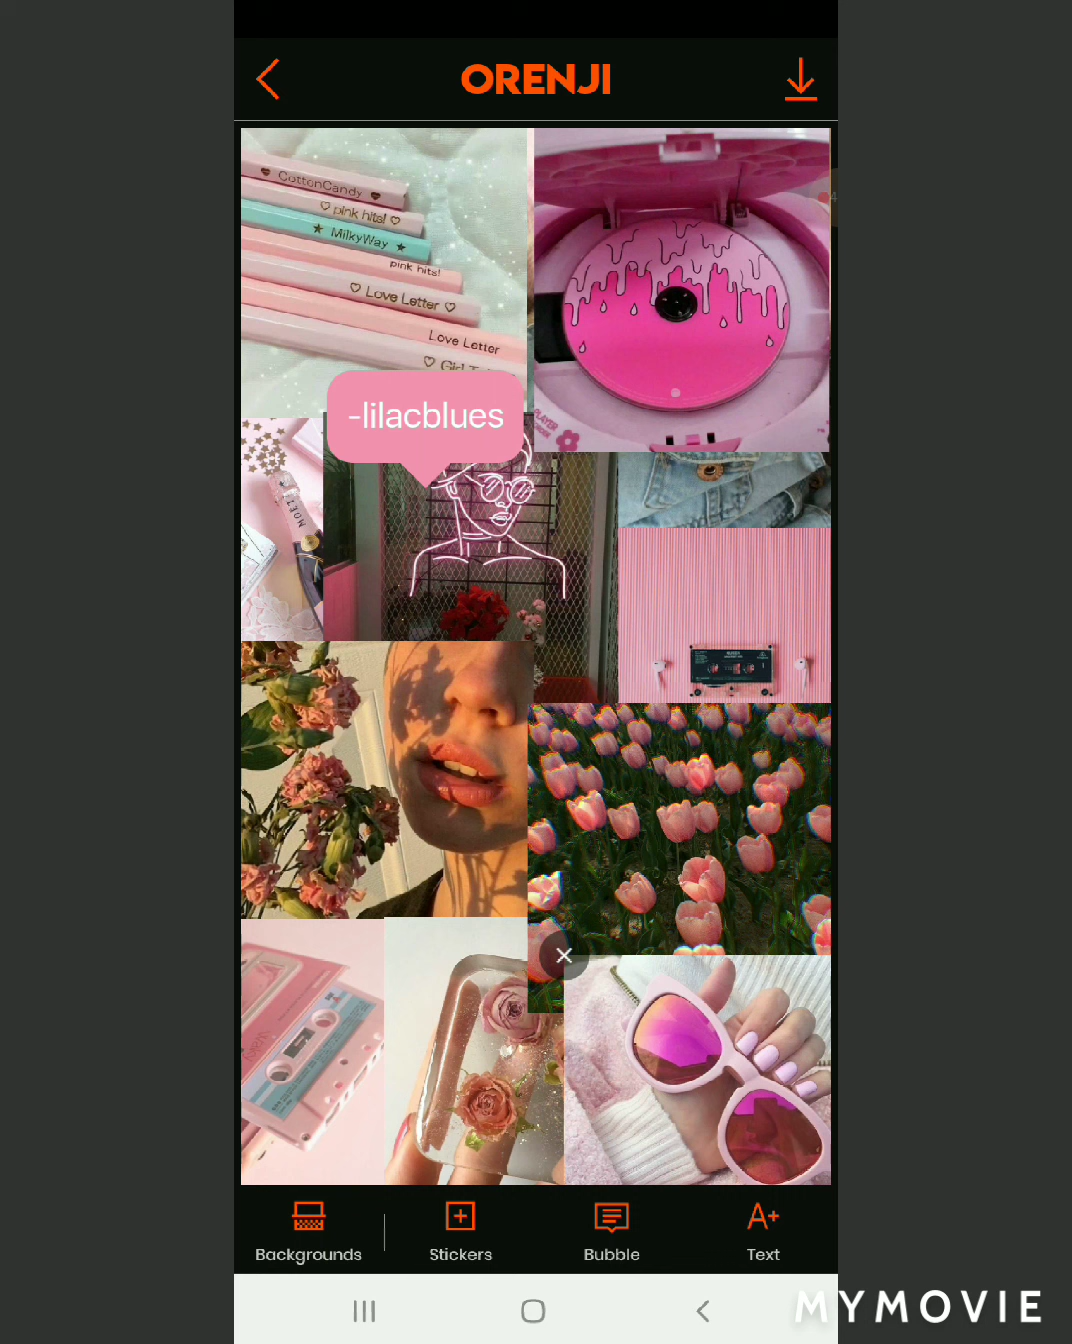 ORENJI
CottonCandy
pink hits!
MilkyWay
pink hits!
Love Letter
Love Letter
-lilacblues
Backgrounds
Stickers
Bubble
Text
MYMOVIE